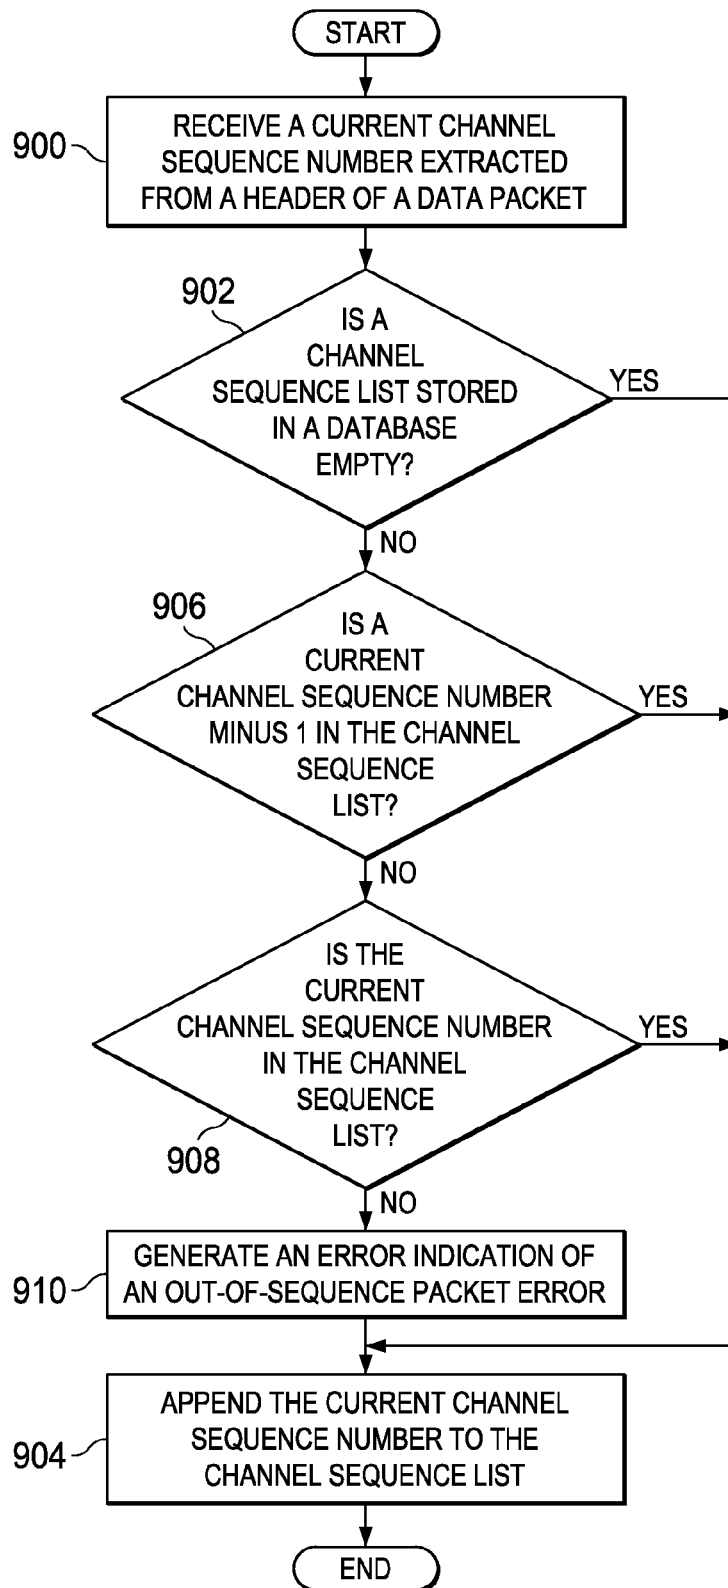 START
900
RECEIVE A CURRENT CHANNEL
SEQUENCE NUMBER EXTRACTED
FROM A HEADER OF A DATA PACKET
902
IS A
CHANNEL
SEQUENCE LIST STORED
IN A DATABASE
EMPTY?
YES
NO
906
IS A
CURRENT
CHANNEL SEQUENCE NUMBER
MINUS 1 IN THE CHANNEL
SEQUENCE
LIST?
YES
NO
IS THE
CURRENT
CHANNEL SEQUENCE NUMBER
IN THE CHANNEL
SEQUENCE
LIST?
YES
908
NO
910
GENERATE AN ERROR INDICATION OF
AN OUT-OF-SEQUENCE PACKET ERROR
904
APPEND THE CURRENT CHANNEL
SEQUENCE NUMBER TO THE
CHANNEL SEQUENCE LIST
END